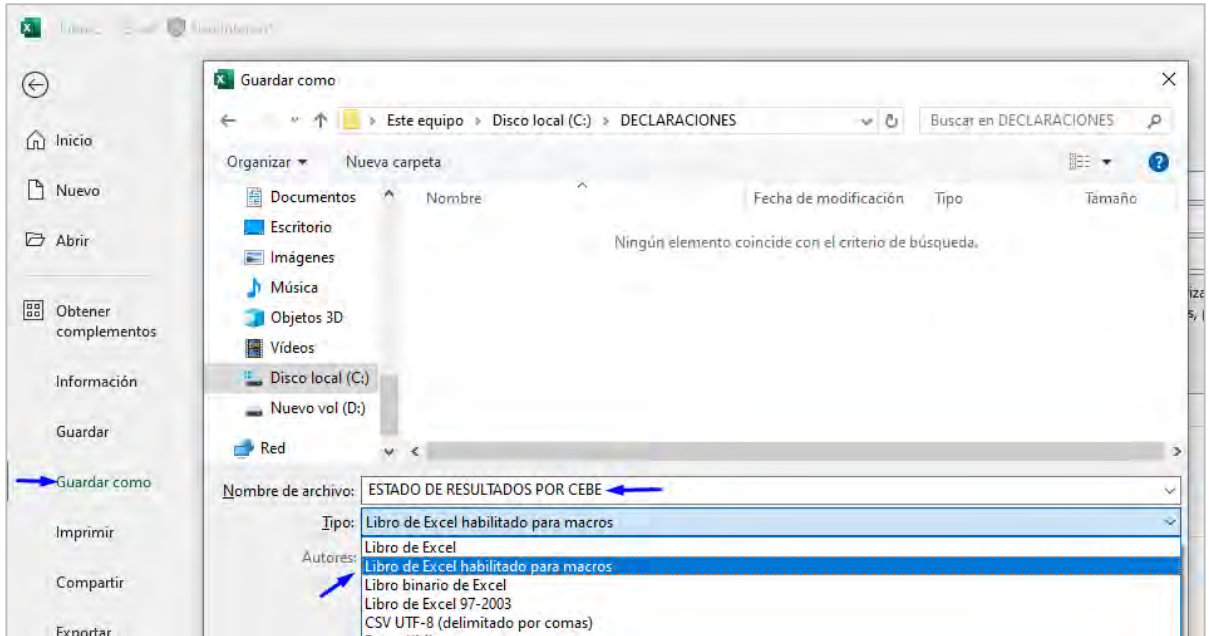 Guardar como
Este equipo > Disco local (C:) > DECLARACIONES
Buscar en DECLARACIONES
Organizar
Nueva carpeta
Inicio
Nuevo
Abrir
Obtener
complementos
Información
Guardar
Guardar como
Imprimir
Compartir
Exportar
Documentos
Escritorio
Imágenes
Música
Objetos 3D
Vídeos
Disco local (C:)
Nuevo vol (D:)
Red
Nombre
Fecha de modificación
Tipo
Tamaño
Ningún elemento coincide con el criterio de búsqueda.
Nombre de archivo: ESTADO DE RESULTADOS POR CEBE
Tipo: Libro de Excel habilitado para macros
Autores:
Libro de Excel
Libro de Excel habilitado para macros
Libro binario de Excel
Libro de Excel 97-2003
CSV UTF-8 (delimitado por comas)